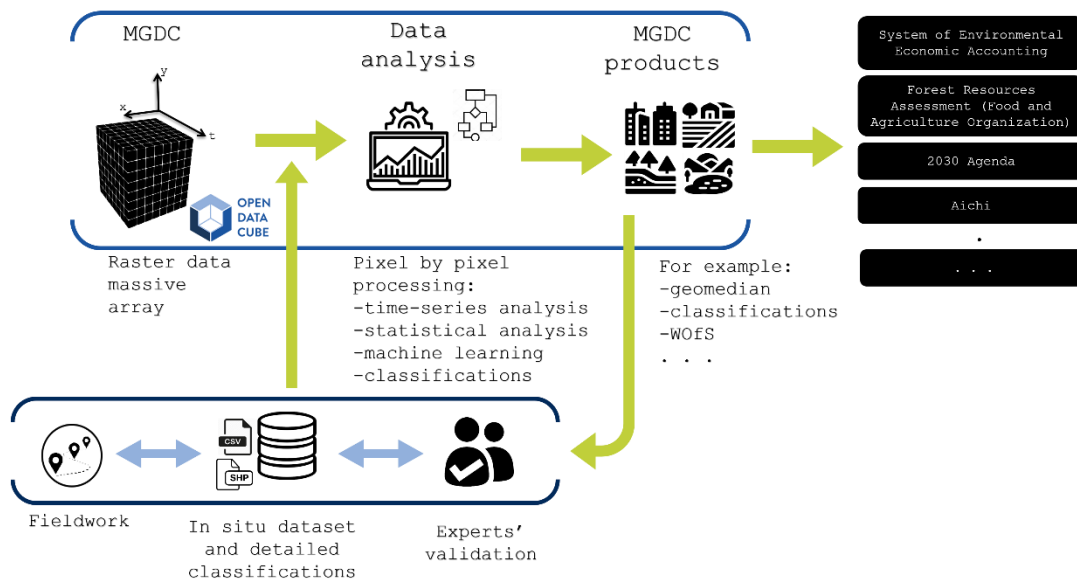 MGDC
Data
analysis
MGDC
products
y
x
t
OPEN
DATA
CUBE
System of Environmental
Economic Accounting
Forest Resources
Assessment (Food and
Agriculture Organization)
2030 Agenda
Aichi
.
. . .
Raster data
massive
array
Pixel by pixel
processing:
-time-series analysis
-statistical analysis
-machine learning
-classifications
For example:
-geomedian
-classifications
-WOfS
. . .
CSV
SHP
Fieldwork
In situ dataset
and detailed
classifications
Experts’
validation